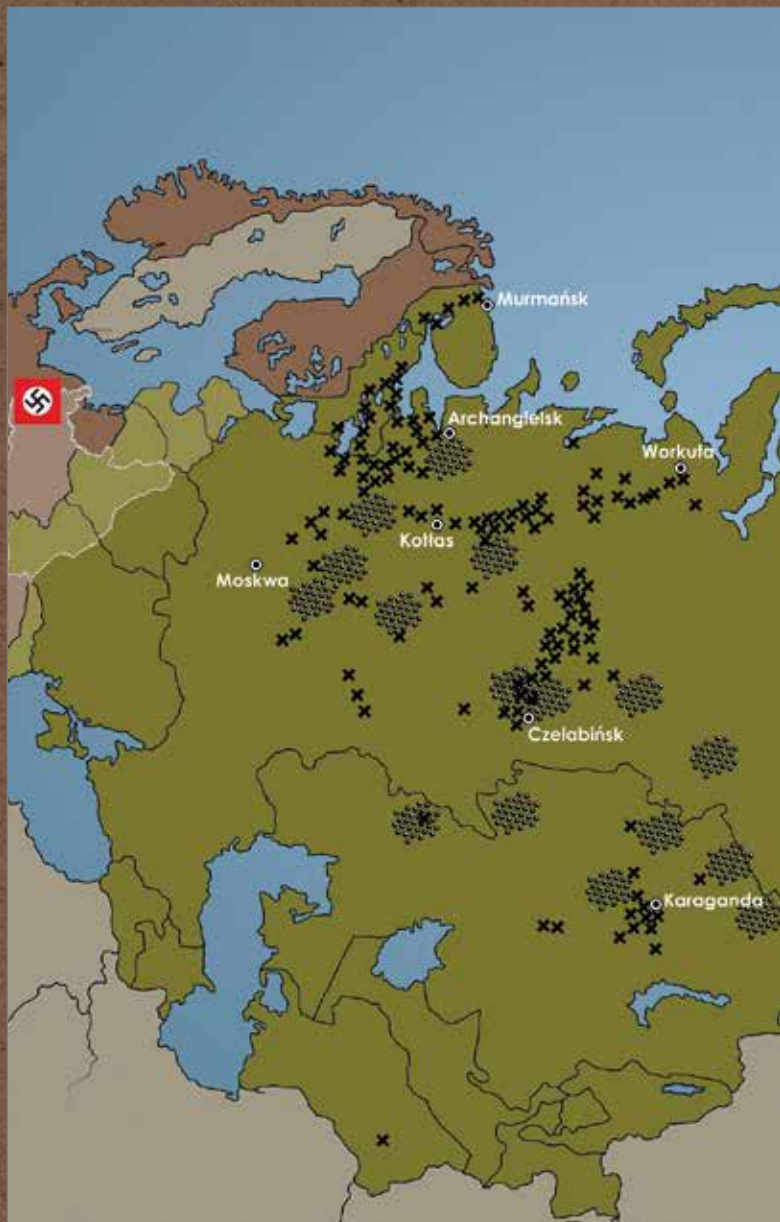 Murmańsk
Archangielsk
Workuta
Kotłas
Moskwa
Czelabińsk
Karaganda